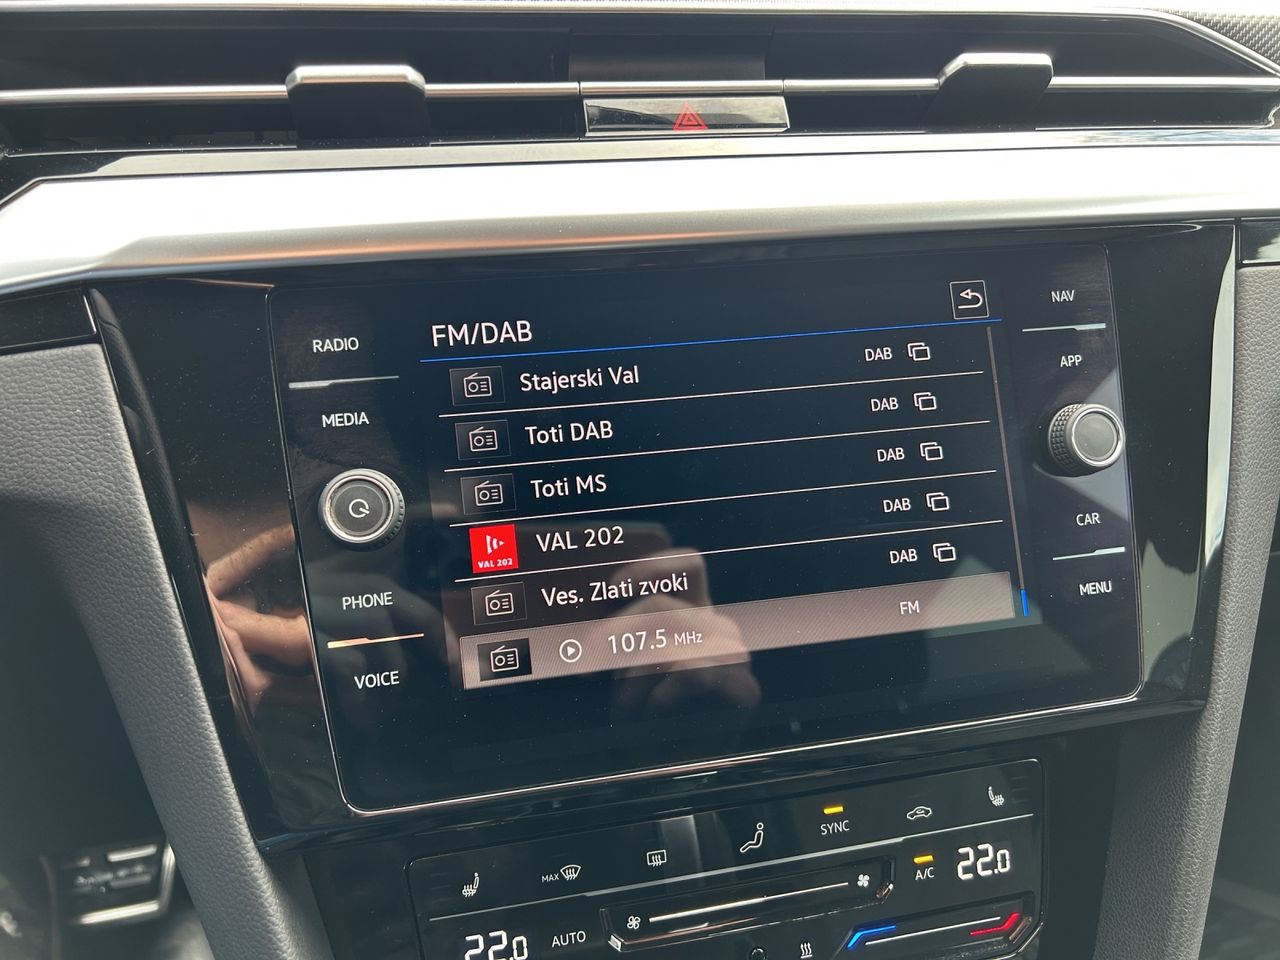 FM/DAB
Stajerski Val DAB
Toti DAB DAB
Toti MS DAB
VAL 202 DAB
VAL 202
Ves. Zlati zvoki DAB
107.5 MHz FM
RADIO
MEDIA
PHONE
VOICE
NAV
APP
CAR
MENU
MAX
SYNC
A/C
22.0
22.0
AUTO